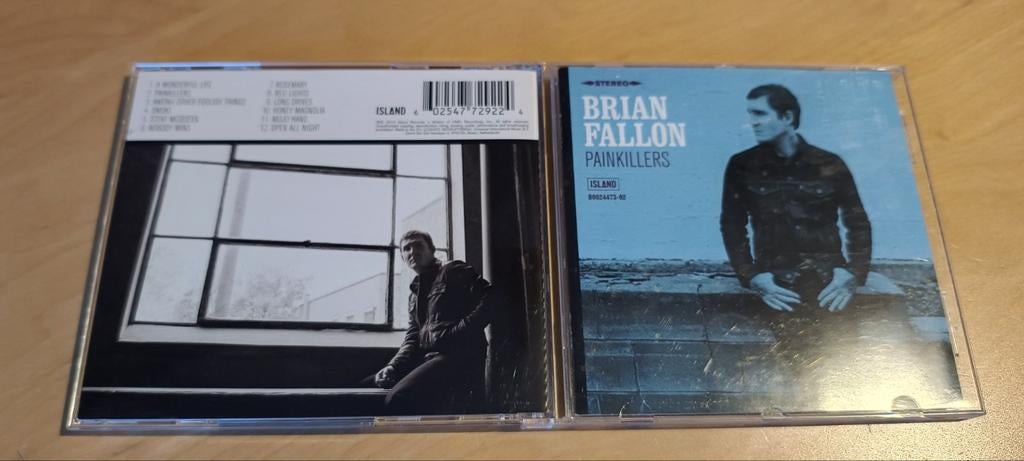 1 A WONDERFUL LIFE
2 PAINKILLERS
3 AMONG OTHER FOOLISH THINGS
4 SMOKE
5 STEVE MCQUEEN
6 NOBODY WINS
7 ROSEMARY
8 RED LIGHTS
9 LONG DRIVES
10 HONEY MAGNOLIA
11 MOJO HAND
12 OPEN ALL NIGHT
ISLAND
6 02547 72922 4
STEREO
BRIAN
FALLON
PAINKILLERS
ISLAND
B0024473-02